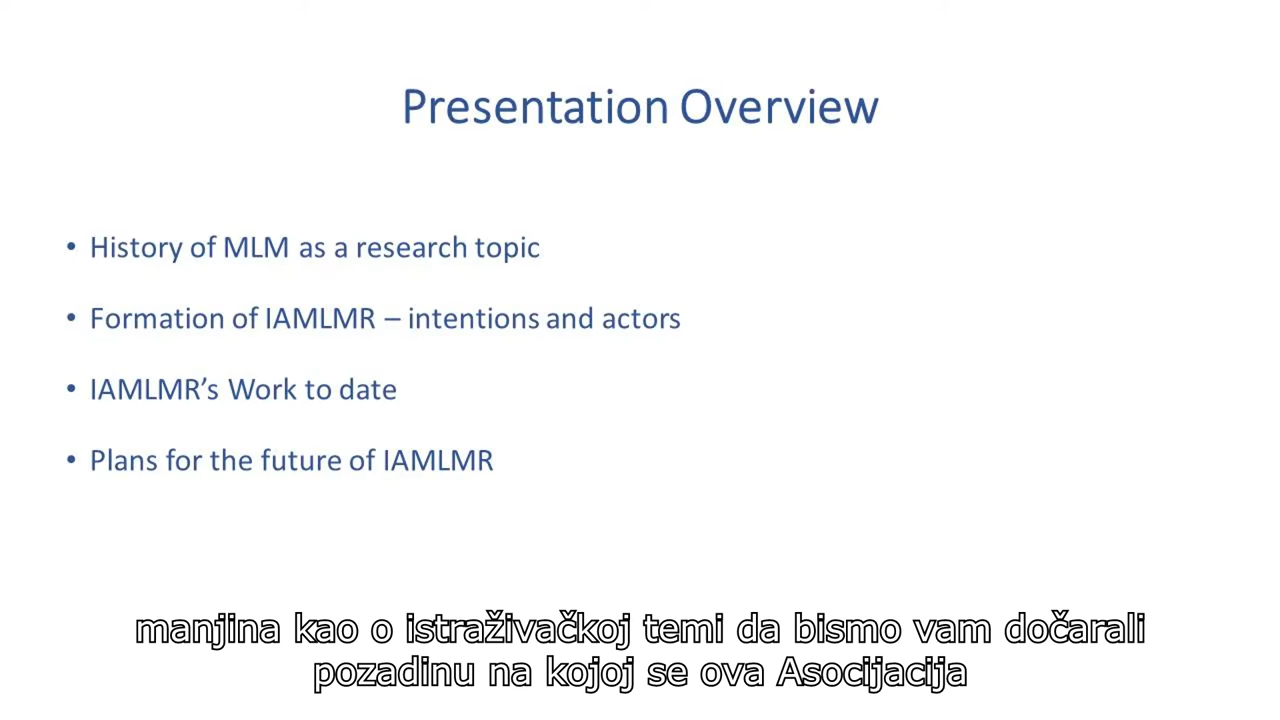 Presentation Overview
• History of MLM as a research topic
• Formation of IAMLMR – intentions and actors
• IAMLMR’s Work to date
• Plans for the future of IAMLMR
manjina kao o istraživačkoj temi da bismo vam dočarali
pozadinu na kojoj se ova Asocijacija